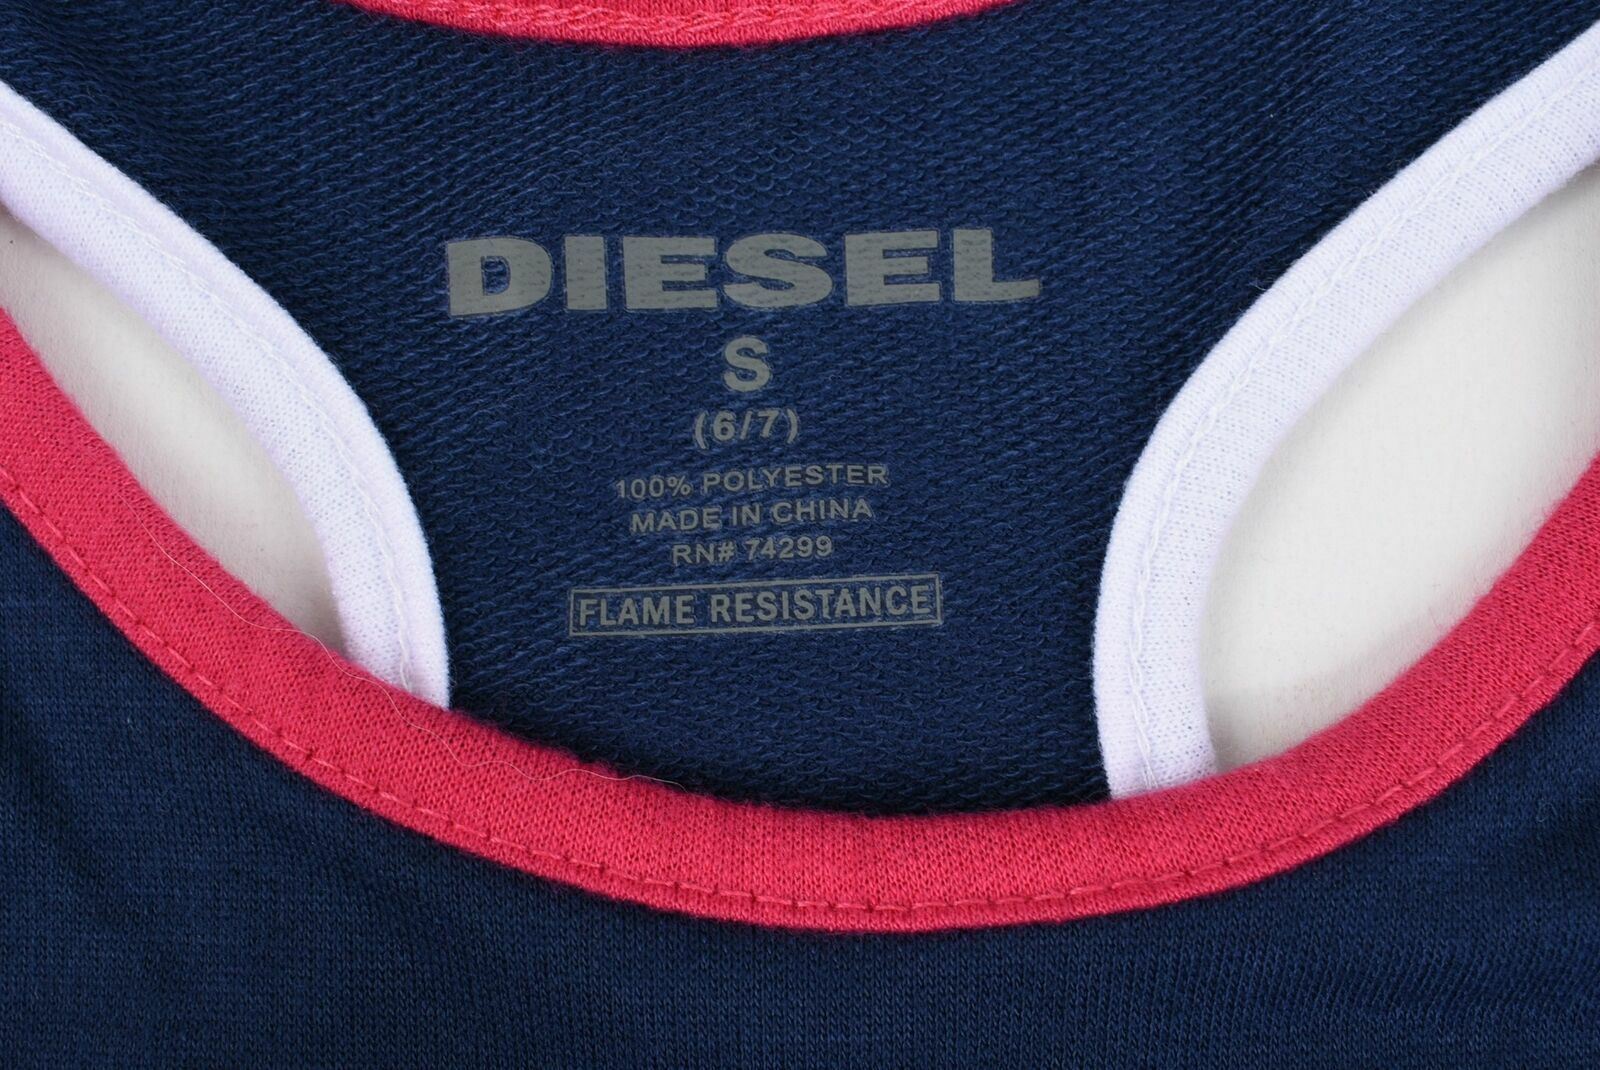 DIESEL
S
(6/7)
100% POLYESTER
MADE IN CHINA
RN# 74299
FLAME RESISTANCE